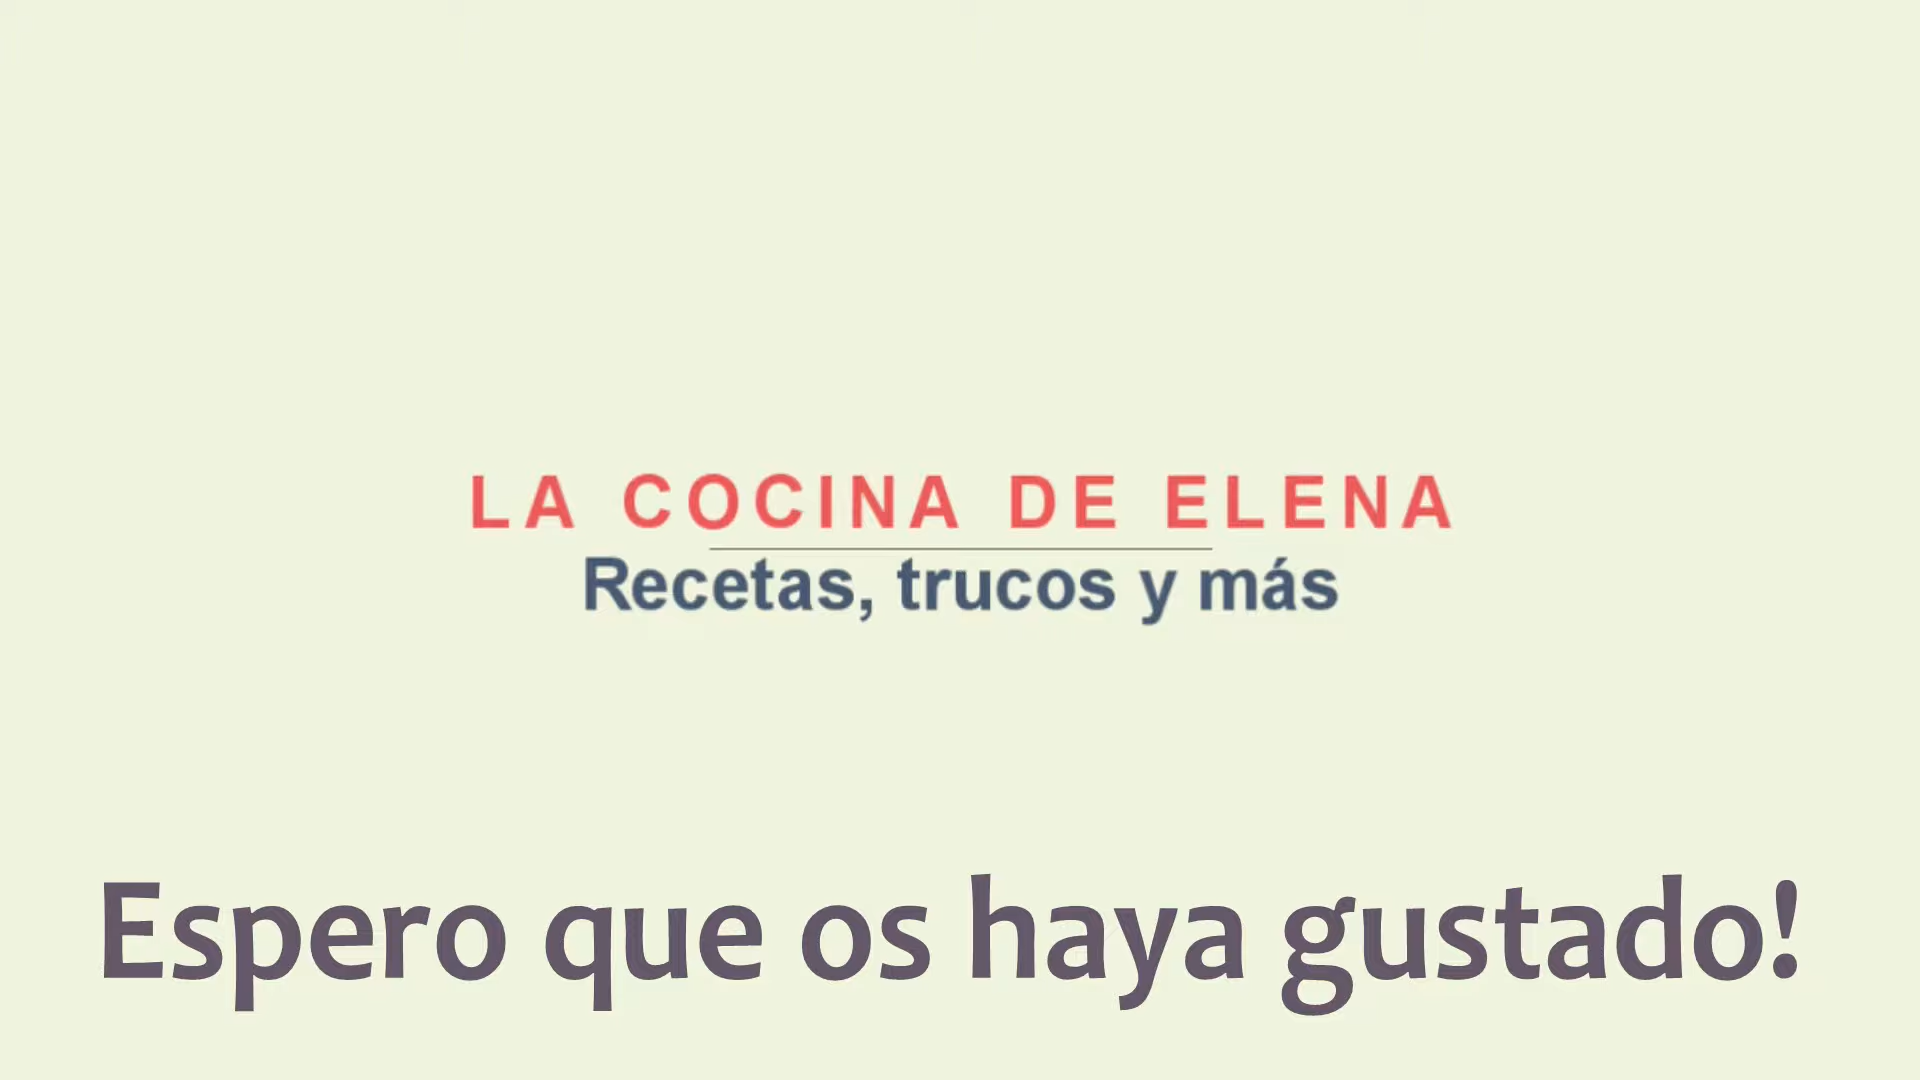 LA COCINA DE ELENA
Recetas, trucos y más
Espero que os haya gustado!